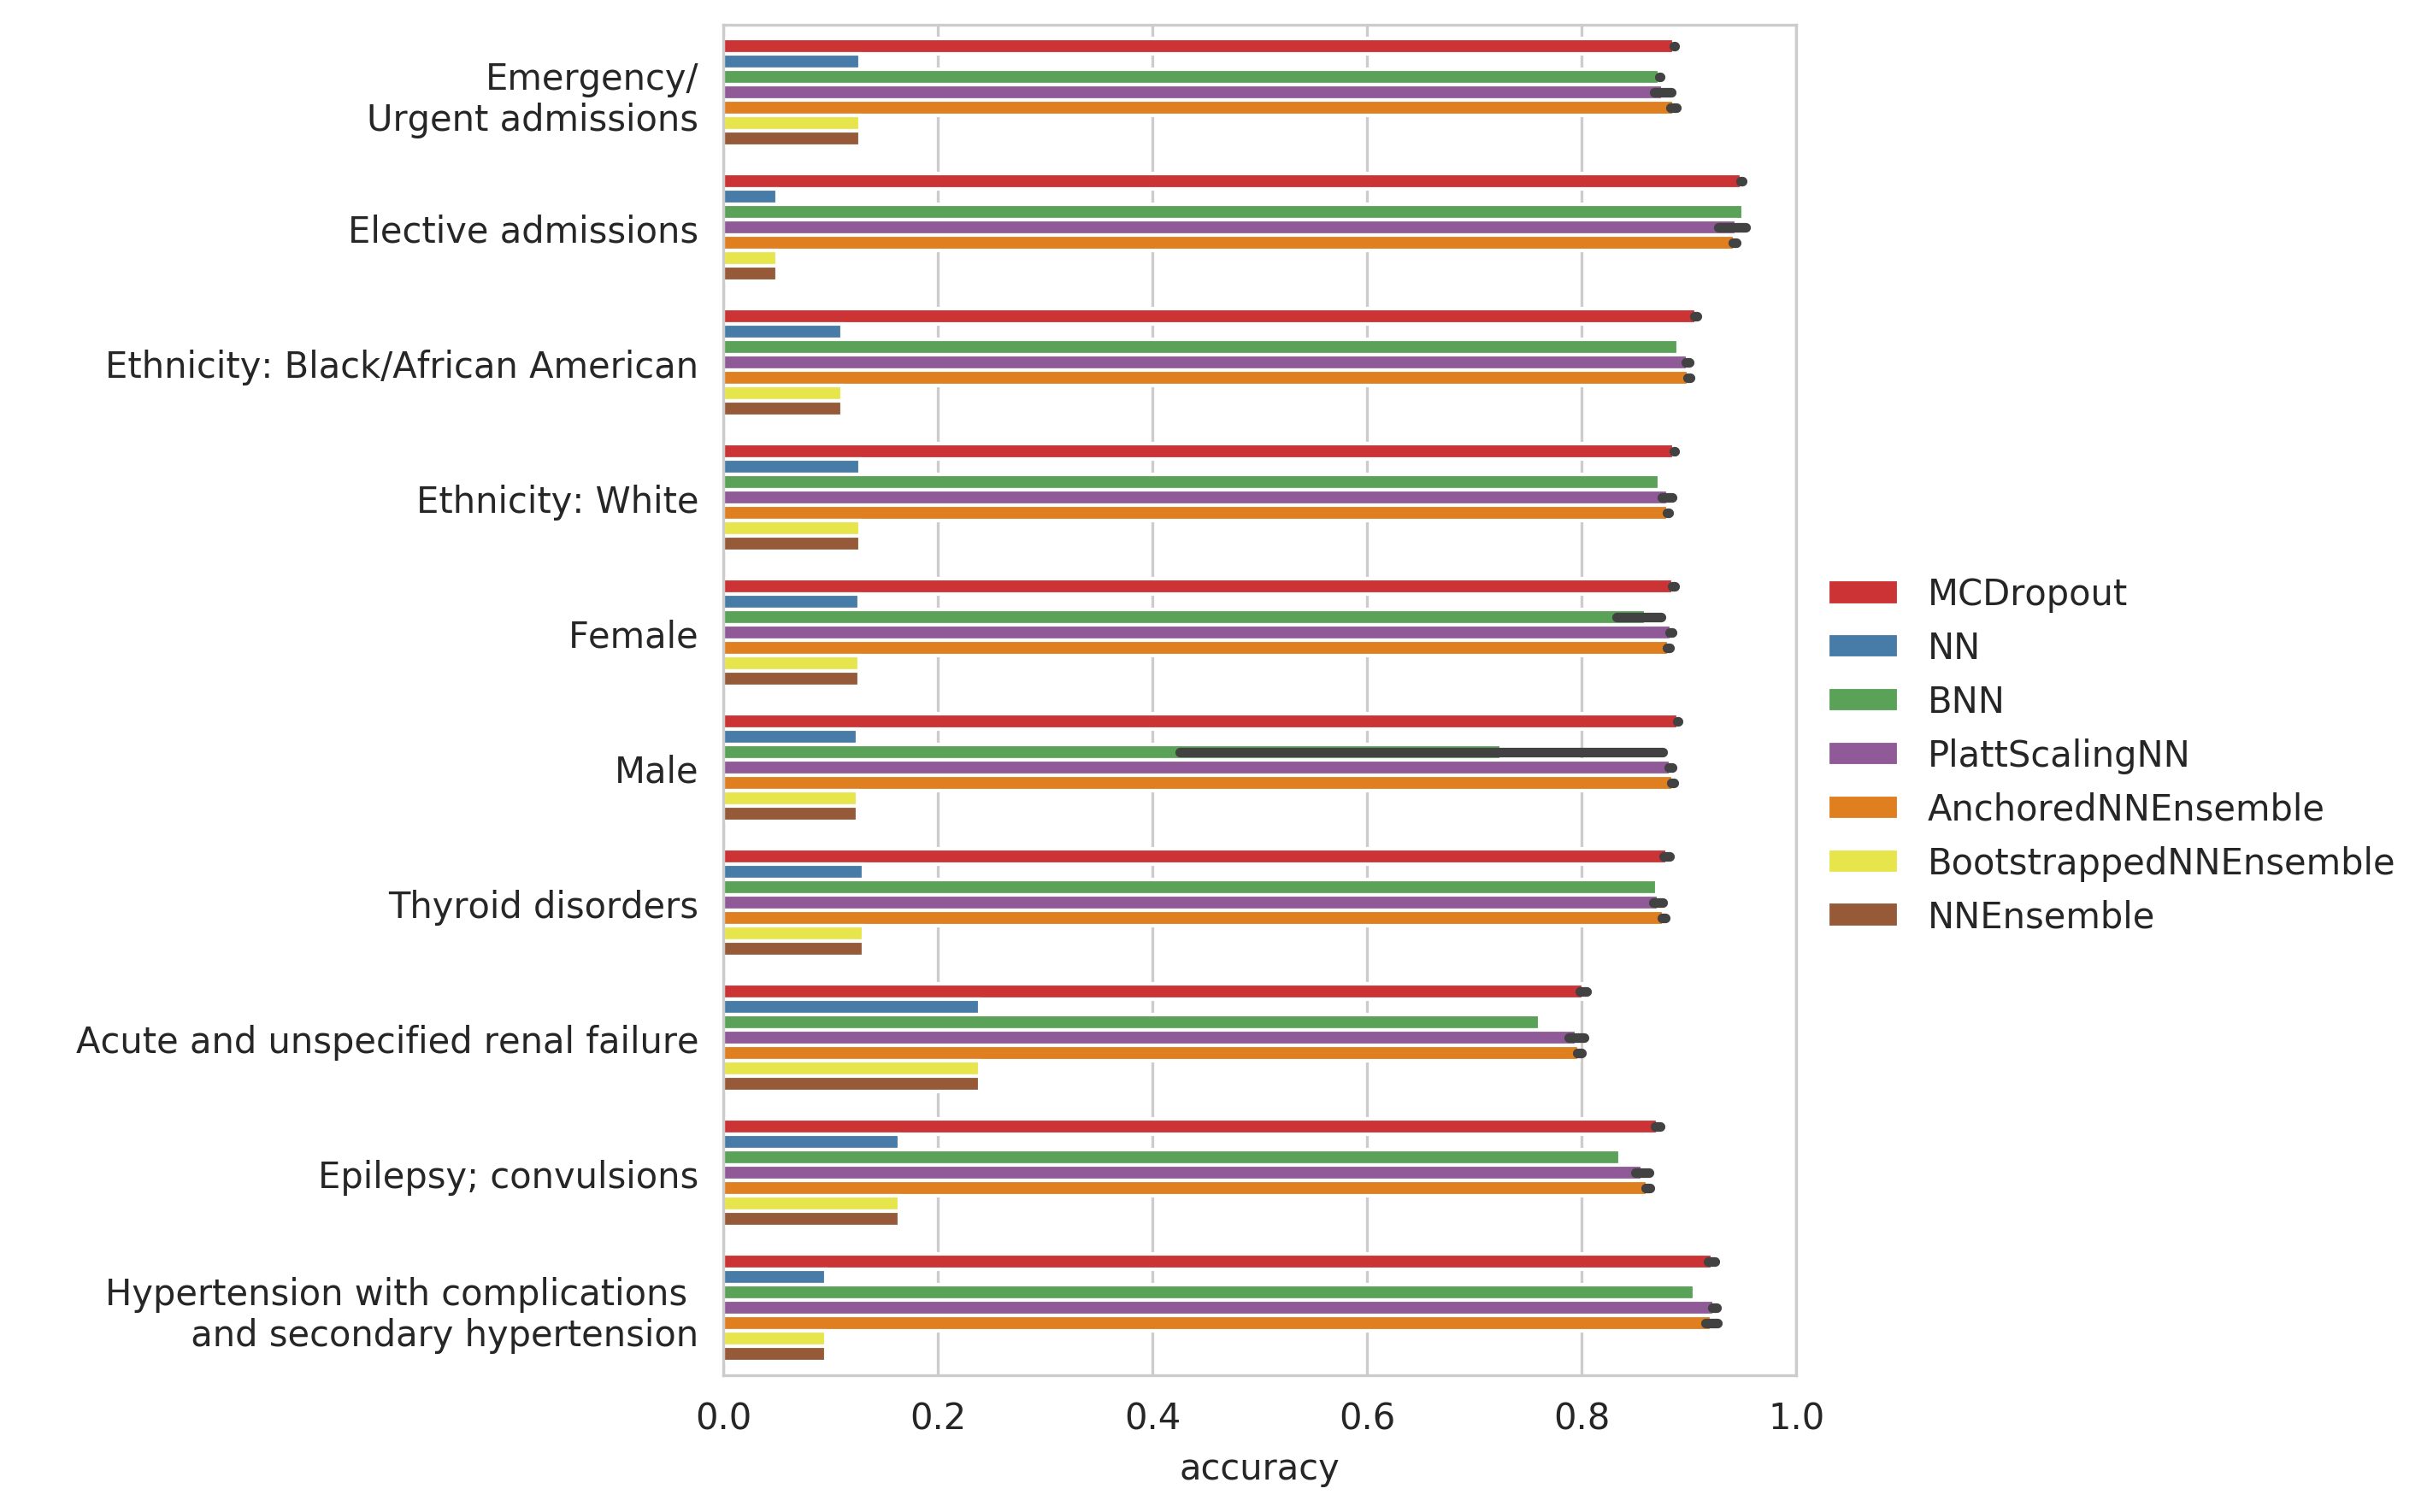 Emergency/
Urgent admissions
Elective admissions
Ethnicity: Black/African American
Ethnicity: White
Female
Male
Thyroid disorders
Acute and unspecified renal failure
Epilepsy; convulsions
Hypertension with complications
and secondary hypertension
0.0 0.2 0.4 0.6 0.8 1.0
accuracy
MCDropout
NN
BNN
PlattScalingNN
AnchoredNNEnsemble
BootstrappedNNEnsemble
NNEnsemble